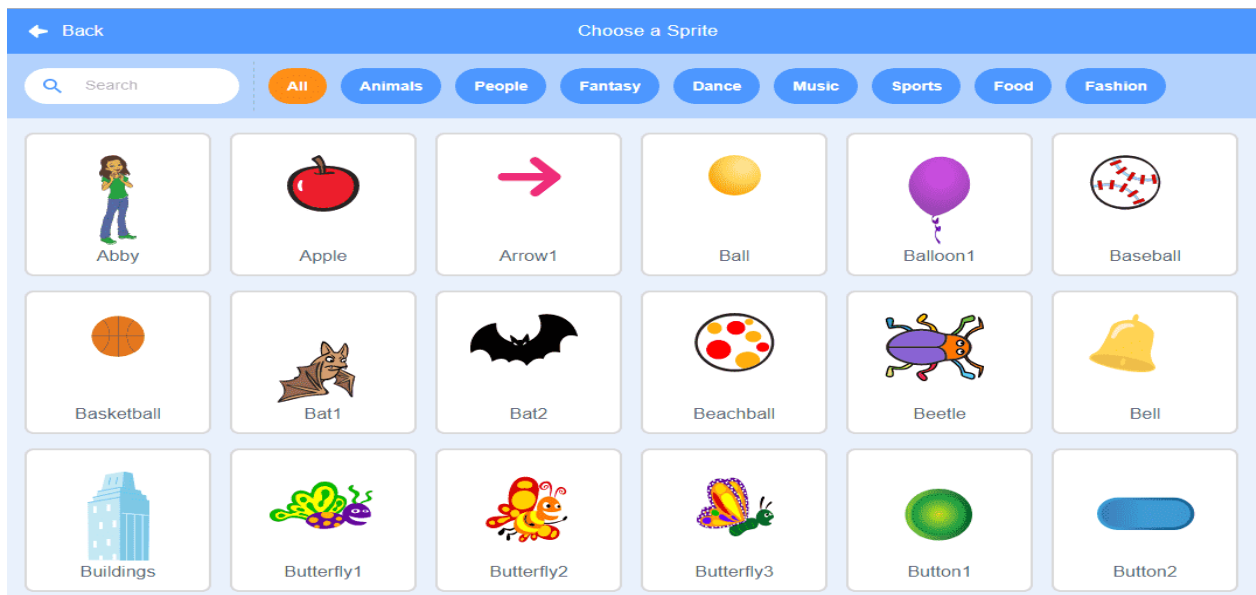 Back Choose a Sprite
Search All Animals People Fantasy Dance Music Sports Food Fashion
Abby Apple Arrow1 Ball Balloon1 Baseball
Basketball Bat1 Bat2 Beachball Beetle Bell
Buildings Butterfly1 Butterfly2 Butterfly3 Button1 Button2